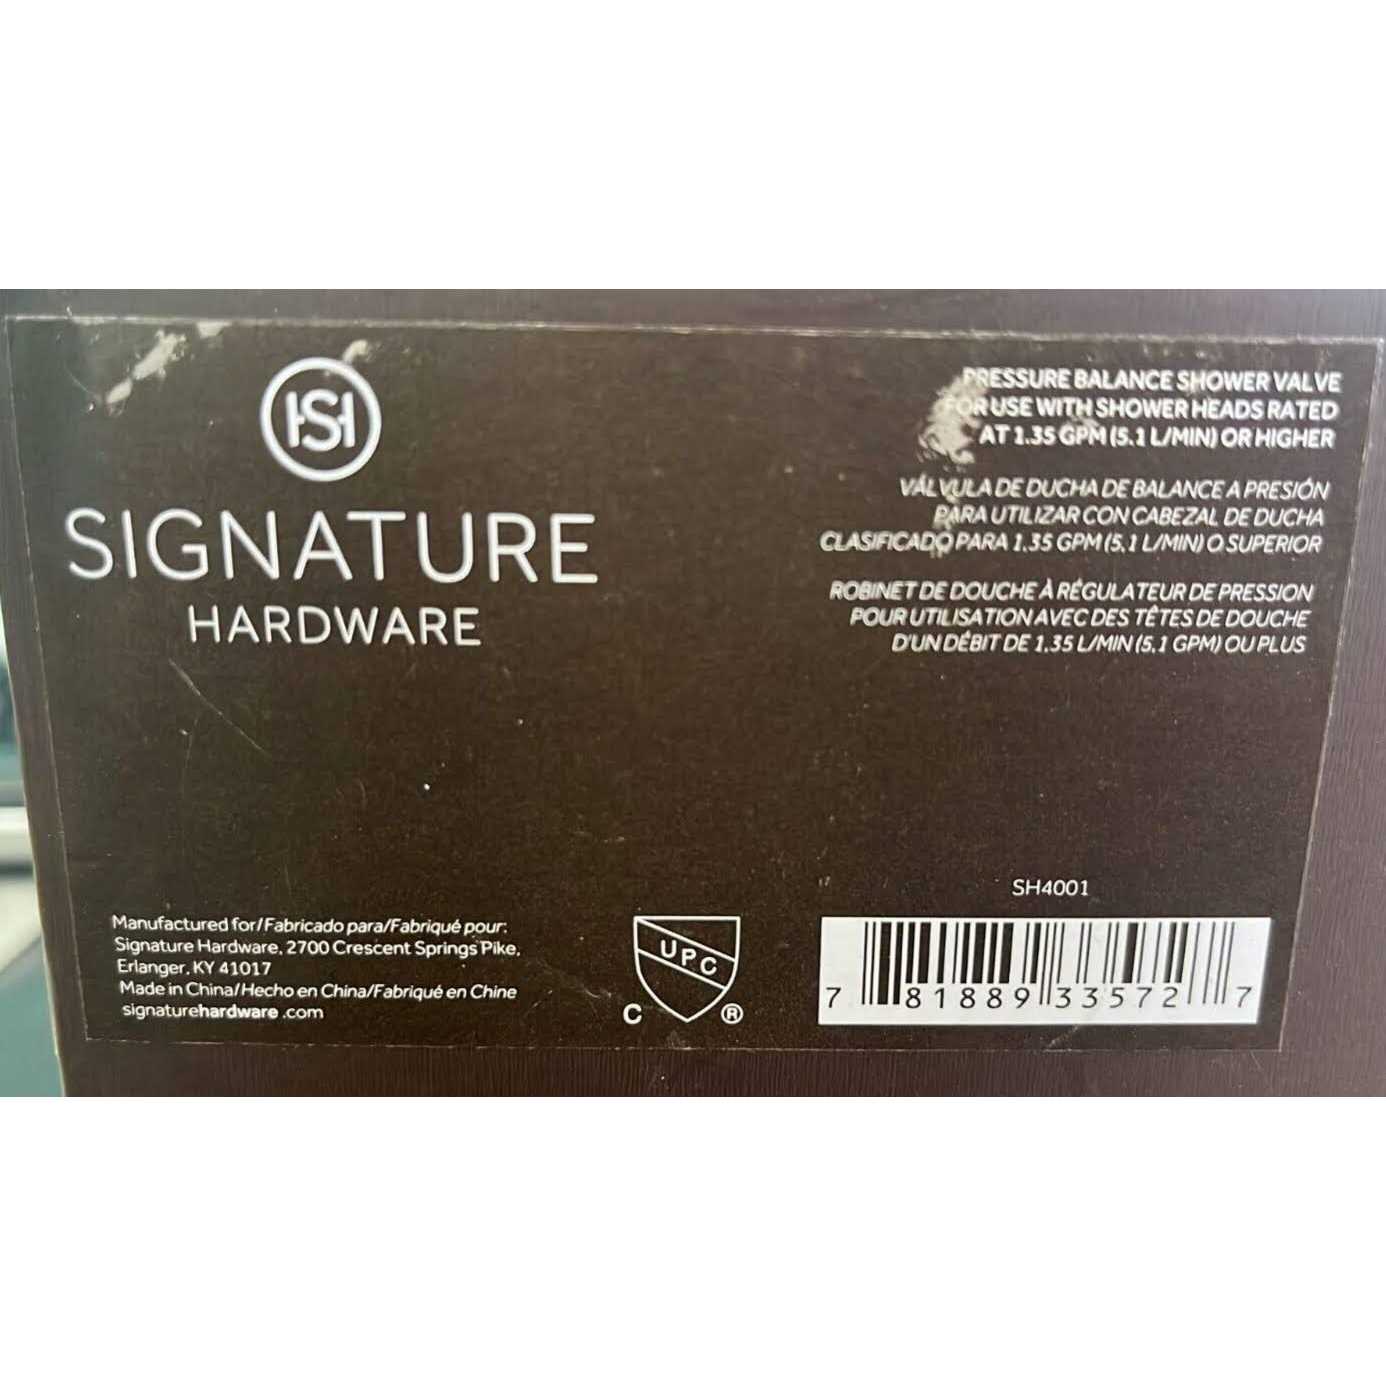 HSH
SIGNATURE
HARDWARE
PRESSURE BALANCE SHOWER VALVE
FOR USE WITH SHOWER HEADS RATED
AT 1.35 GPM (5.1 L/MIN) OR HIGHER
VÁLVULA DE DUCHA DE BALANCE A PRESIÓN
PARA UTILIZAR CON CABEZAL DE DUCHA
CLASIFICADO PARA 1.35 GPM (5.1 L/MIN) O SUPERIOR
ROBINET DE DOUCHE À RÉGULATEUR DE PRESSION
POUR UTILISATION AVEC DES TÊTES DE DOUCHE
D'UN DÉBIT DE 1.35 L/MIN (5.1 GPM) OU PLUS
Manufactured for/Fabricado para/Fabriqué pour:
Signature Hardware, 2700 Crescent Springs Pike,
Erlanger, KY 41017
Made in China/Hecho en China/Fabriqué en Chine
signaturehardware.com
UPC
C ®
SH4001
7 81889 33572 7